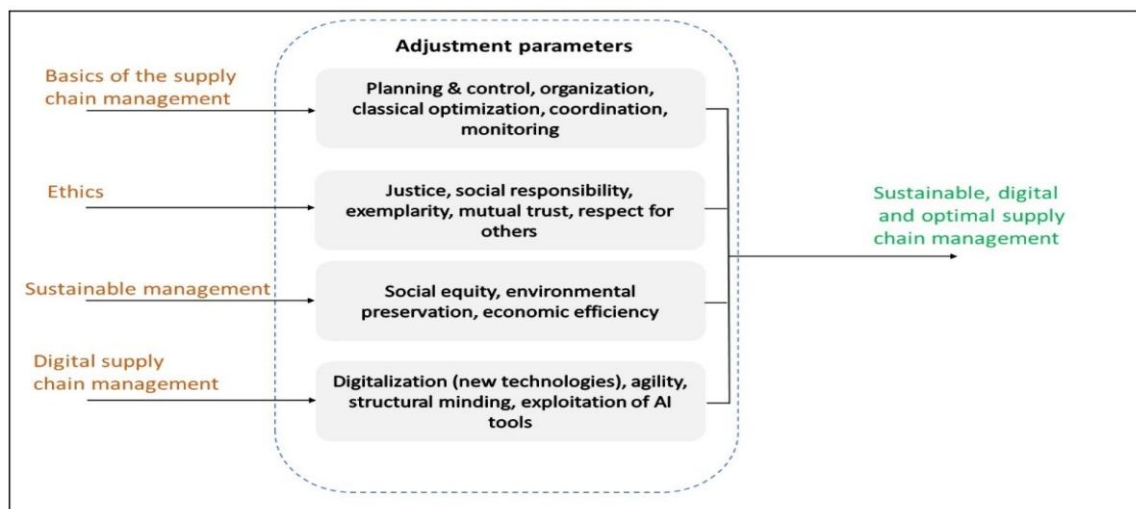 Adjustment parameters
Basics of the supply
chain management
Planning & control, organization,
classical optimization, coordination,
monitoring
Ethics
Justice, social responsibility,
exemplarity, mutual trust, respect for
others
Sustainable management
Social equity, environmental
preservation, economic efficiency
Digital supply
chain management
Digitalization (new technologies), agility,
structural minding, exploitation of AI
tools
Sustainable, digital
and optimal supply
chain management